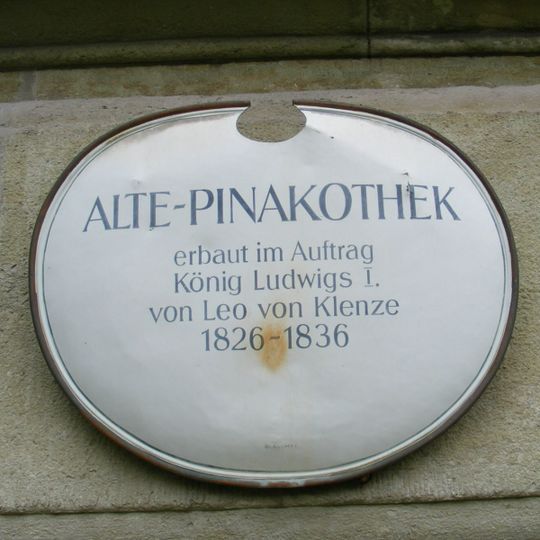 ALTE-PINAKOTHEK
erbaut im Auftrag
König Ludwigs I.
von Leo von Klenze
1826-1836